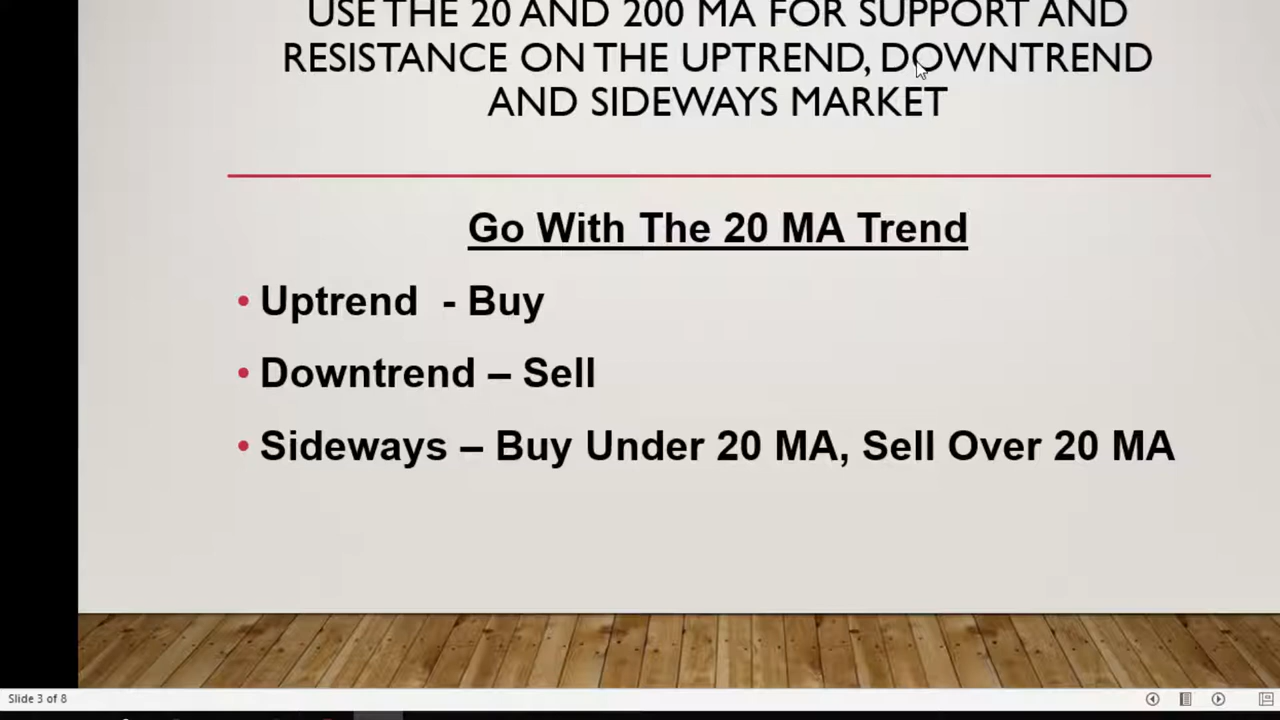 USE THE 20 AND 200 MA FOR SUPPORT AND
RESISTANCE ON THE UPTREND, DOWNTREND
AND SIDEWAYS MARKET
Go With The 20 MA Trend
• Uptrend - Buy
• Downtrend – Sell
• Sideways – Buy Under 20 MA, Sell Over 20 MA
Slide 3 of 8